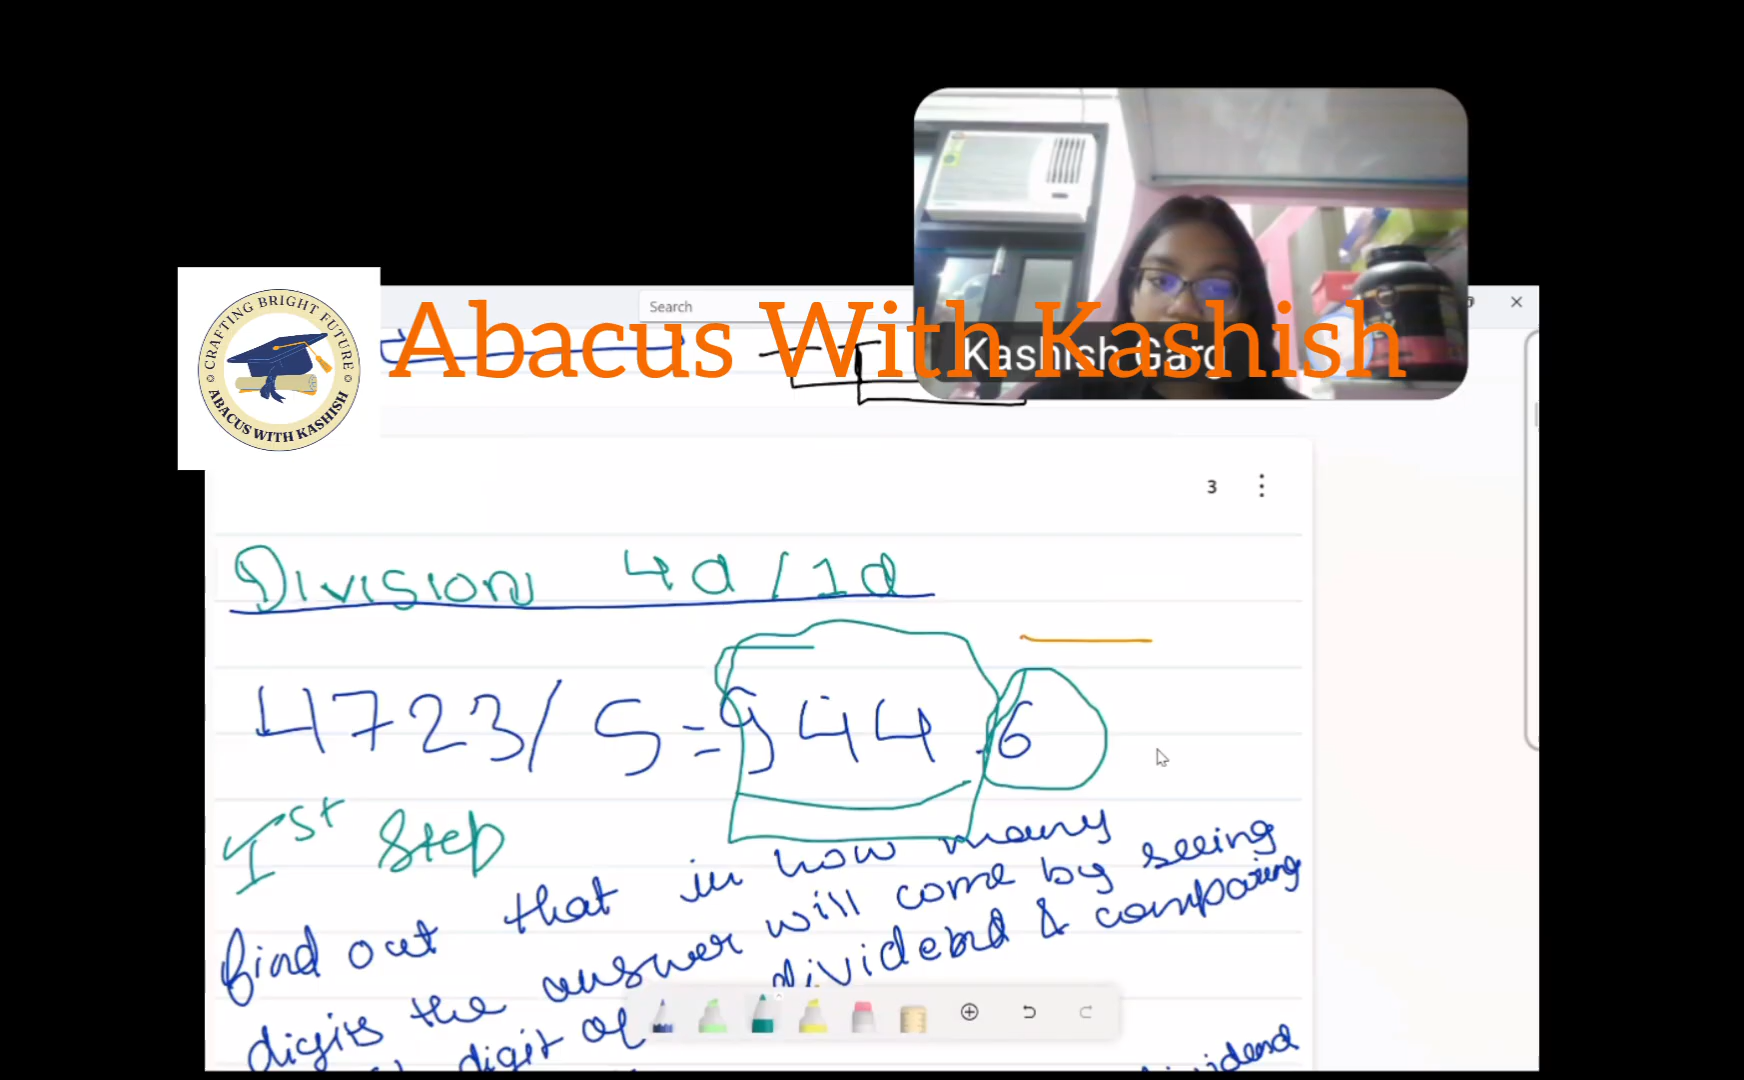 Search
CRAFTING BRIGHT FUTURE
ABACUS WITH KASHISH
Abacus With Kashish
Kashish Garg
3
Division 4d/1d
4723/5=944.6
Ist Step
find out that in how many
digits the answer will come by seeing
digit of dividend & comparing
dividend